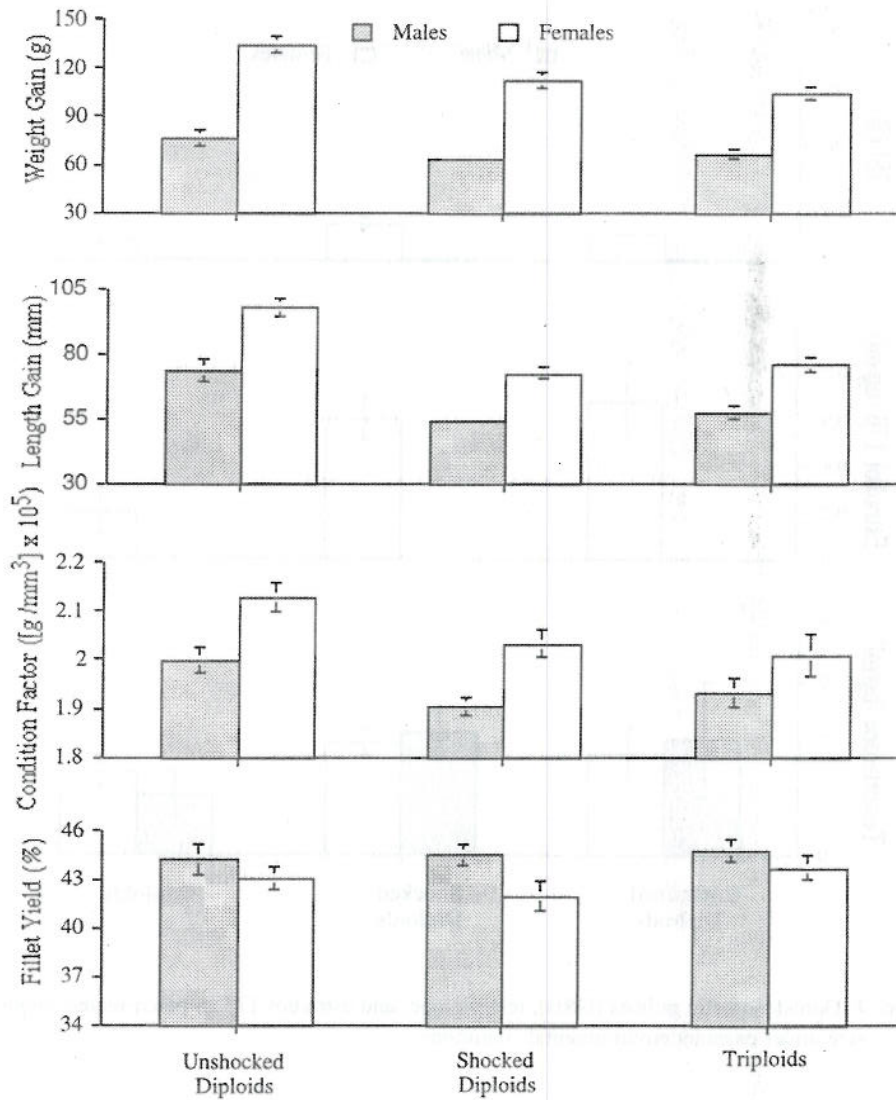 Males Females
Weight Gain (g)
150
120
90
60
30
Length Gain (mm)
105
80
55
30
Condition Factor ([g/mm³] x 10⁵)
2.2
2.1
2
1.9
1.8
Fillet Yield (%)
46
43
40
37
34
Unshocked
Diploids
Shocked
Diploids
Triploids